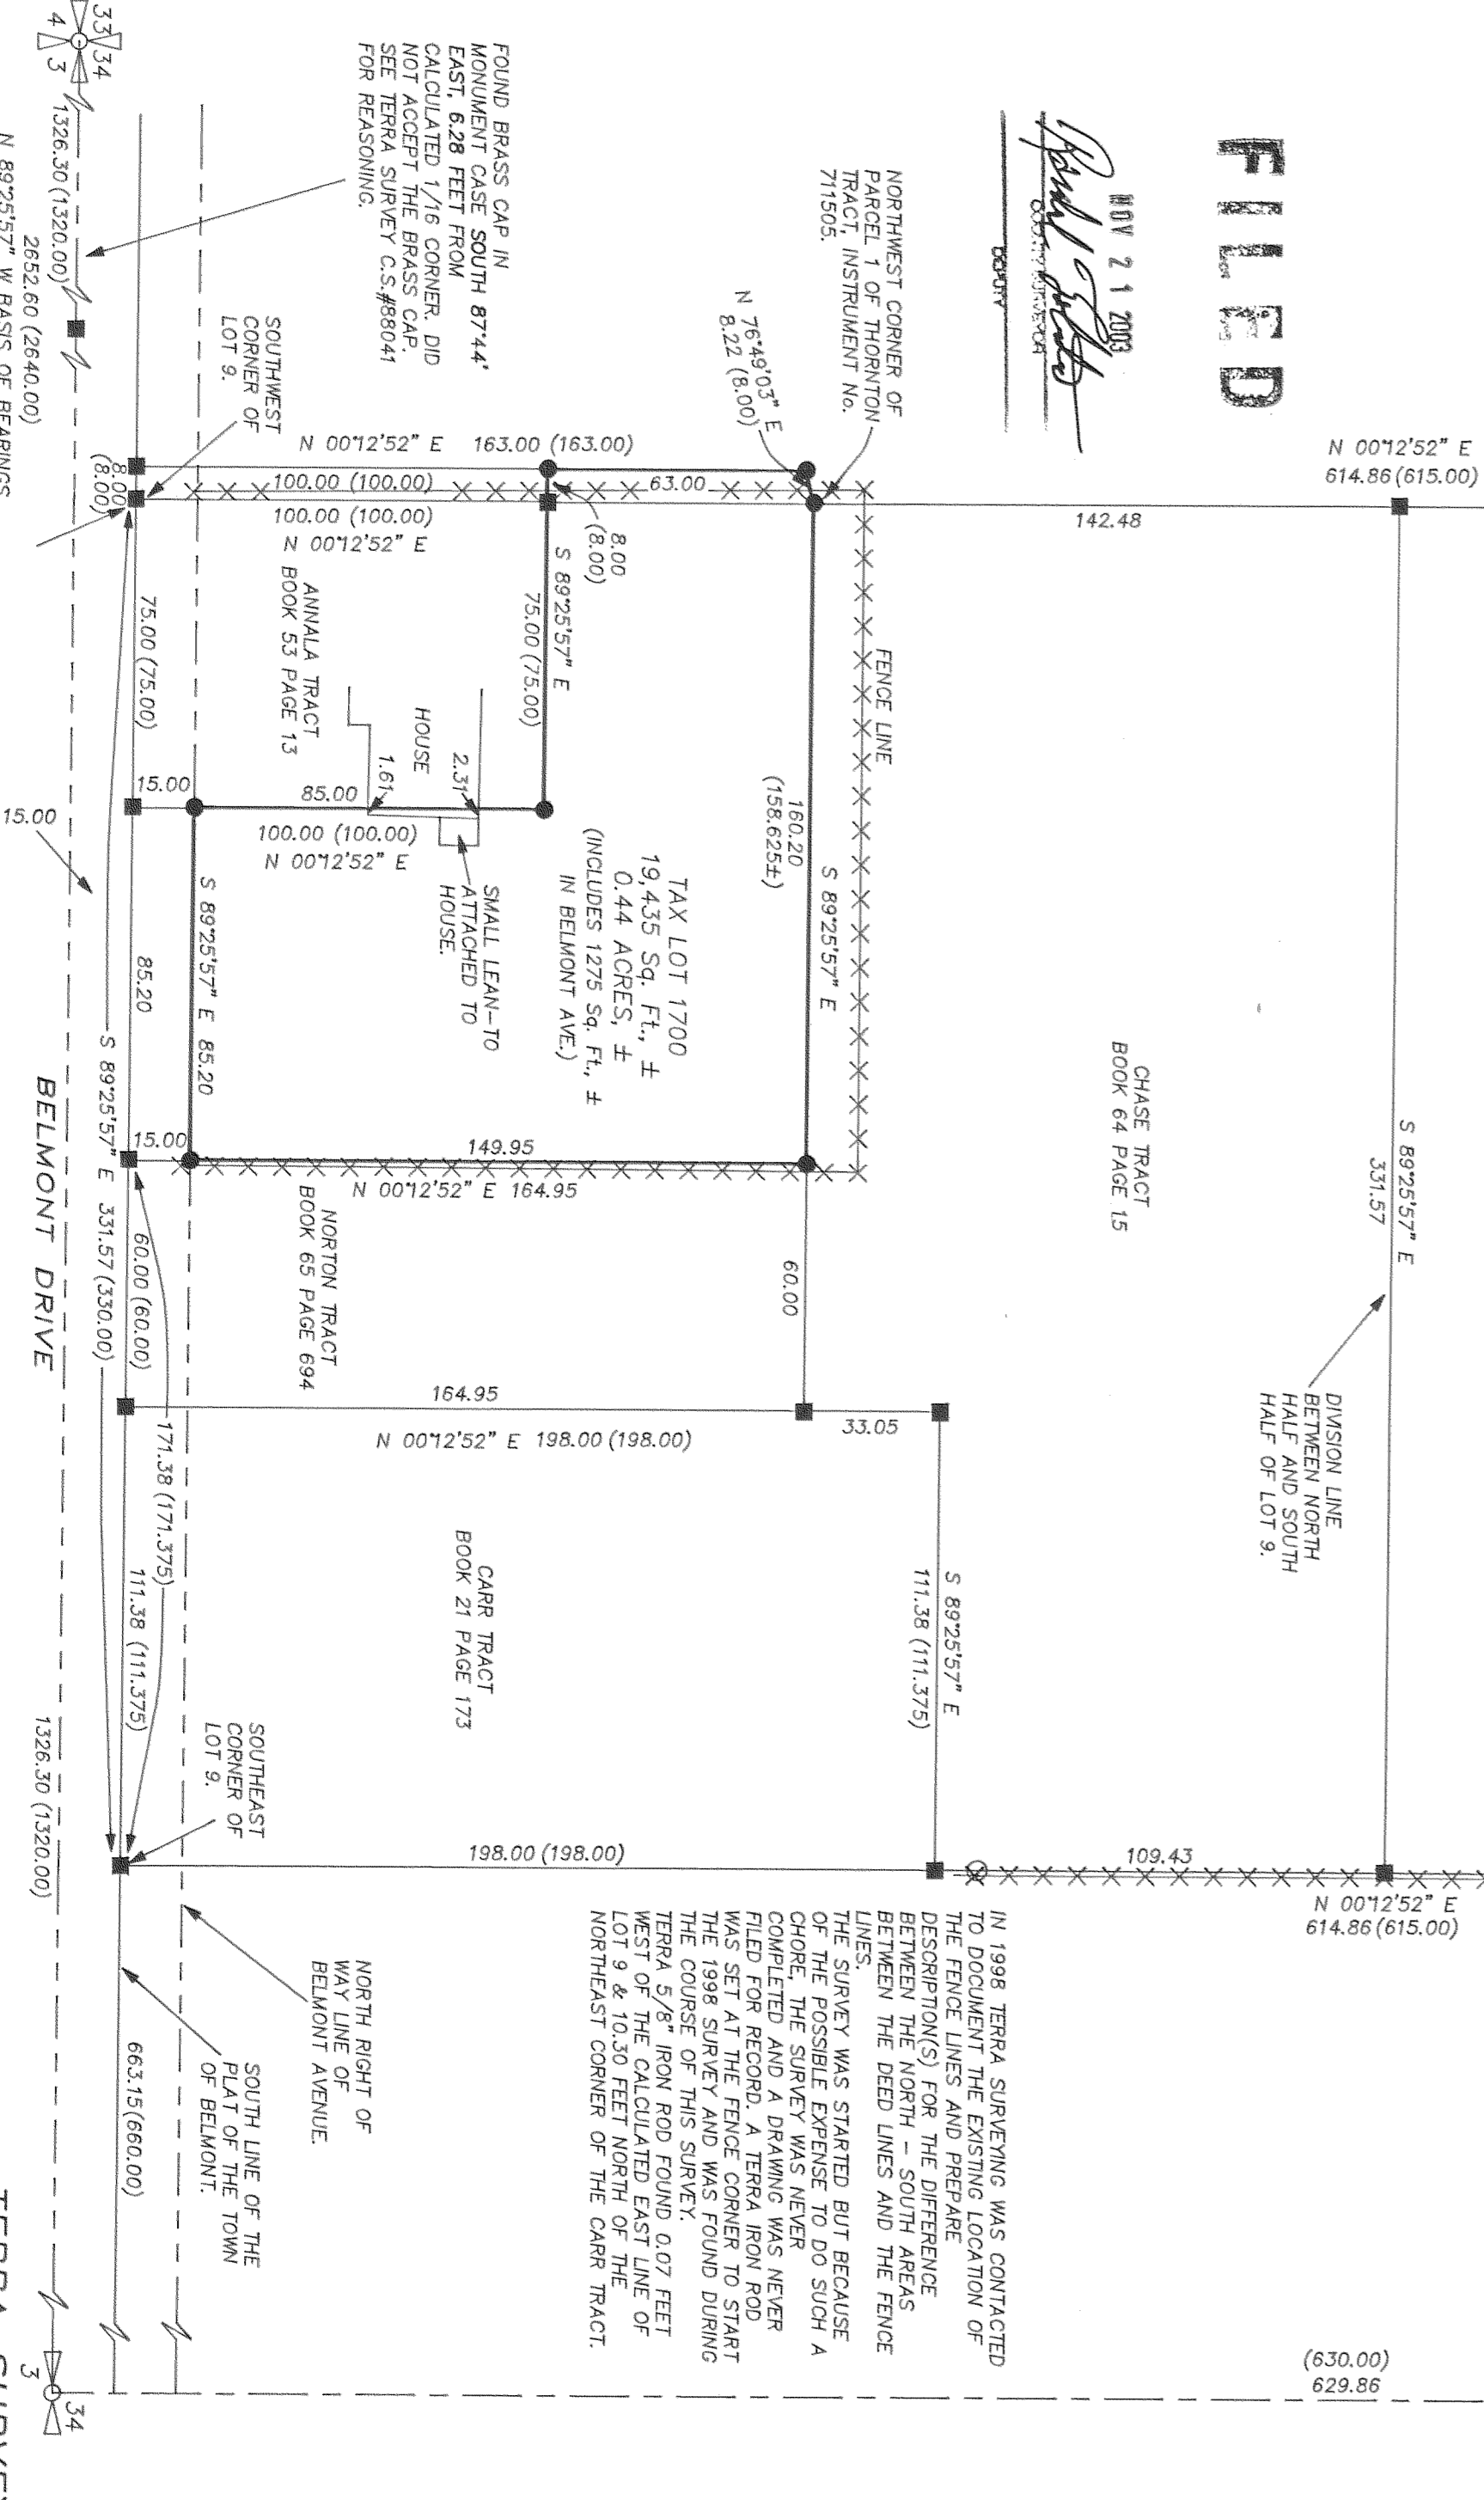 FILED
NOV 21 2003
COUNTY SURVEYOR
DEPUTY
N 00°12'52" E
614.86 (615.00)
NORTHWEST CORNER OF
PARCEL 1 OF THORNTON
TRACT, INSTRUMENT No.
711505.
N 76°49'03" E
8.22 (8.00)
142.48
S 89°25'57" E
331.57
DIVISION LINE
BETWEEN NORTH
HALF AND SOUTH
HALF OF LOT 9.
CHASE TRACT
BOOK 64 PAGE 15
N 00°12'52" E
614.86 (615.00)
(630.00)
629.86
109.43
FENCE LINE
S 89°25'57" E
160.20
(158.625±)
FOUND BRASS CAP IN
MONUMENT CASE SOUTH 87°44'
EAST, 6.28 FEET FROM
CALCULATED 1/16 CORNER. DID
NOT ACCEPT THE BRASS CAP.
SEE TERRA SURVEY C.S.#88041
FOR REASONING.
N 00°12'52" E 163.00 (163.00)
100.00 (100.00)
63.00
100.00 (100.00)
N 00°12'52" E
8.00
(8.00)
S 89°25'57" E
75.00 (75.00)
ANNALA TRACT
BOOK 53 PAGE 13
HOUSE
2.31
1.61
85.00
100.00 (100.00)
N 00°12'52" E
SMALL LEAN-TO
ATTACHED TO
HOUSE.
TAX LOT 1700
19,435 Sq. Ft., ±
0.44 ACRES, ±
(INCLUDES 1275 Sq. Ft., ±
IN BELMONT AVE.)
S 89°25'57" E 85.20
149.95
N 00°12'52" E 164.95
NORTON TRACT
BOOK 65 PAGE 694
60.00
164.95
33.05
N 00°12'52" E 198.00 (198.00)
S 89°25'57" E
111.38 (111.375)
CARR TRACT
BOOK 21 PAGE 173
198.00 (198.00)
IN 1998 TERRA SURVEYING WAS CONTACTED
TO DOCUMENT THE EXISTING LOCATION OF
THE FENCE LINES AND PREPARE
DESCRIPTION(S) FOR THE DIFFERENCE
BETWEEN THE NORTH - SOUTH AREAS
BETWEEN THE DEED LINES AND THE FENCE
LINES.
THE SURVEY WAS STARTED BUT BECAUSE
OF THE POSSIBLE EXPENSE TO DO SUCH A
CHORE, THE SURVEY WAS NEVER
COMPLETED AND A DRAWING WAS NEVER
FILED FOR RECORD. A TERRA IRON ROD
WAS SET AT THE FENCE CORNER TO START
THE 1998 SURVEY AND WAS FOUND DURING
THE COURSE OF THIS SURVEY.
TERRA 5/8" IRON ROD FOUND 0.07 FEET
WEST OF THE CALCULATED EAST LINE OF
LOT 9 & 10.30 FEET NORTH OF THE
NORTHEAST CORNER OF THE CARR TRACT.
SOUTHWEST
CORNER OF
LOT 9.
8.00
(8.00)
75.00 (75.00)
15.00
85.20
15.00
60.00 (60.00)
171.38 (171.375)
111.38 (111.375)
SOUTHEAST
CORNER OF
LOT 9.
NORTH RIGHT OF
WAY LINE OF
BELMONT AVENUE.
SOUTH LINE OF THE
PLAT OF THE TOWN
OF BELMONT.
663.15 (660.00)
S 89°25'57" E 331.57 (330.00)
15.00
33 34
4 3
1326.30 (1320.00)
2652.60 (2640.00)
N 89°25'57" W BASIS OF BEARINGS
BELMONT DRIVE
1326.30 (1320.00)
34
3
TERRA SURVEY